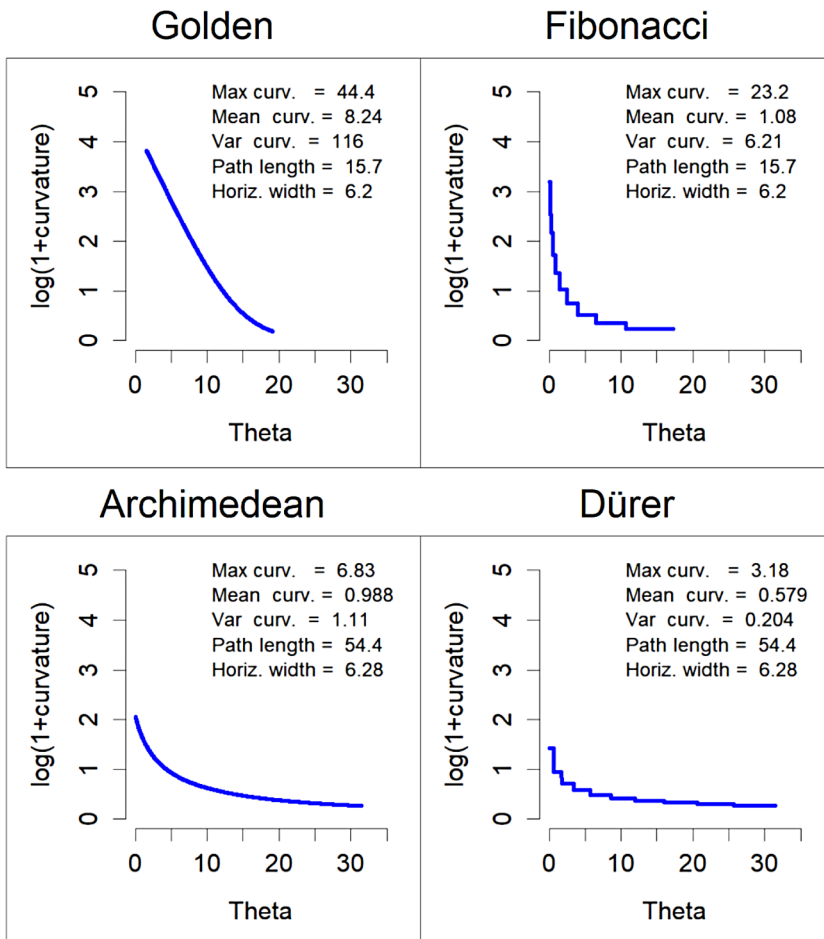 Golden
Max curv. = 44.4
Mean curv. = 8.24
Var curv. = 116
Path length = 15.7
Horiz. width = 6.2
log(1+curvature)
5
4
3
2
1
0
0 10 20 30
Theta
Fibonacci
Max curv. = 23.2
Mean curv. = 1.08
Var curv. = 6.21
Path length = 15.7
Horiz. width = 6.2
log(1+curvature)
5
4
3
2
1
0
0 10 20 30
Theta
Archimedean
Max curv. = 6.83
Mean curv. = 0.988
Var curv. = 1.11
Path length = 54.4
Horiz. width = 6.28
log(1+curvature)
5
4
3
2
1
0
0 10 20 30
Theta
Dürer
Max curv. = 3.18
Mean curv. = 0.579
Var curv. = 0.204
Path length = 54.4
Horiz. width = 6.28
log(1+curvature)
5
4
3
2
1
0
0 10 20 30
Theta